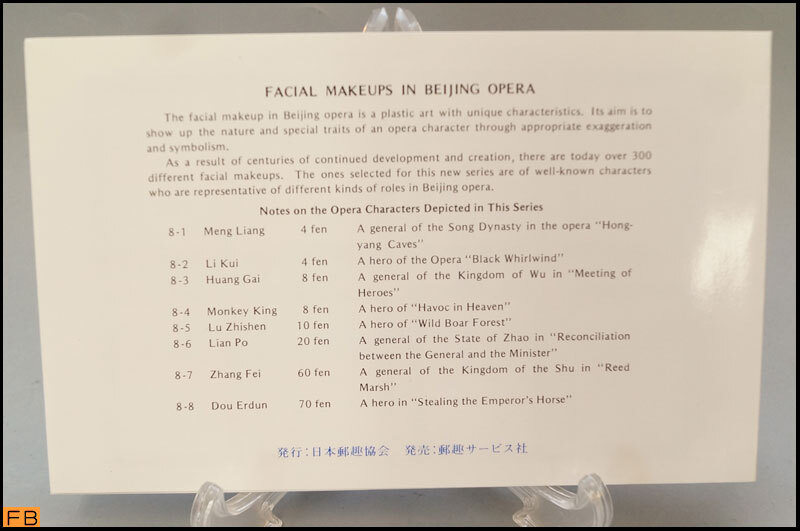 FACIAL MAKEUPS IN BEIJING OPERA
The facial makeup in Beijing opera is a plastic art with unique characteristics. Its aim is to
show up the nature and special traits of an opera character through appropriate exaggeration
and symbolism.
As a result of centuries of continued development and creation, there are today over 300
different facial makeups. The ones selected for this new series are of well-known characters
who are representative of different kinds of roles in Beijing opera.
Notes on the Opera Characters Depicted in This Series
8-1 Meng Liang 4 fen A general of the Song Dynasty in the opera "Hong-
yang Caves"
8-2 Li Kui 4 fen A hero of the Opera "Black Whirlwind"
8-3 Huang Gai 8 fen A general of the Kingdom of Wu in "Meeting of
Heroes"
8-4 Monkey King 8 fen A hero of "Havoc in Heaven"
8-5 Lu Zhishen 10 fen A hero of "Wild Boar Forest"
8-6 Lian Po 20 fen A general of the State of Zhao in "Reconciliation
between the General and the Minister"
8-7 Zhang Fei 60 fen A general of the Kingdom of the Shu in "Reed
Marsh"
8-8 Dou Erdun 70 fen A hero in "Stealing the Emperor's Horse"
発行:日本郵趣協会 発売:郵趣サービス社
FB